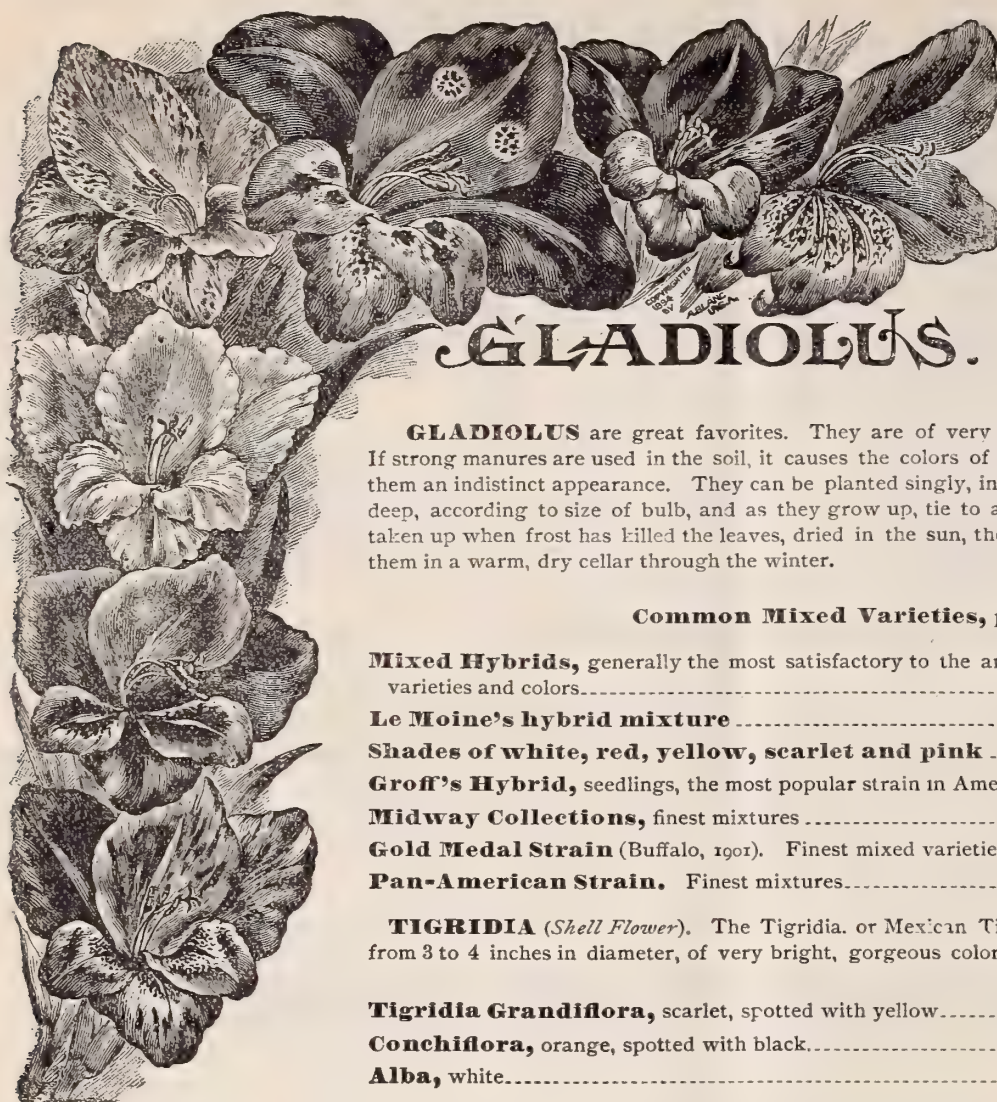 COPYRIGHTED
1894
BY
A.BLANC
GLADIOLUS.
GLADIOLUS are great favorites. They are of very
If strong manures are used in the soil, it causes the colors of
them an indistinct appearance. They can be planted singly, in
deep, according to size of bulb, and as they grow up, tie to a
taken up when frost has killed the leaves, dried in the sun, the
them in a warm, dry cellar through the winter.
Common Mixed Varieties,
Mixed Hybrids, generally the most satisfactory to the
varieties and colors
Le Moine's hybrid mixture
Shades of white, red, yellow, scarlet and pink
Groff's Hybrid, seedlings, the most popular strain in Ame
Midway Collections, finest mixtures
Gold Medal Strain (Buffalo, 1901). Finest mixed varietie
Pan-American Strain. Finest mixtures
TIGRIDIA (Shell Flower). The Tigridia. or Mexican Ti
from 3 to 4 inches in diameter, of very bright, gorgeous color
Tigridia Grandiflora, scarlet, spotted with yellow
Conchiflora, orange, spotted with black
Alba, white